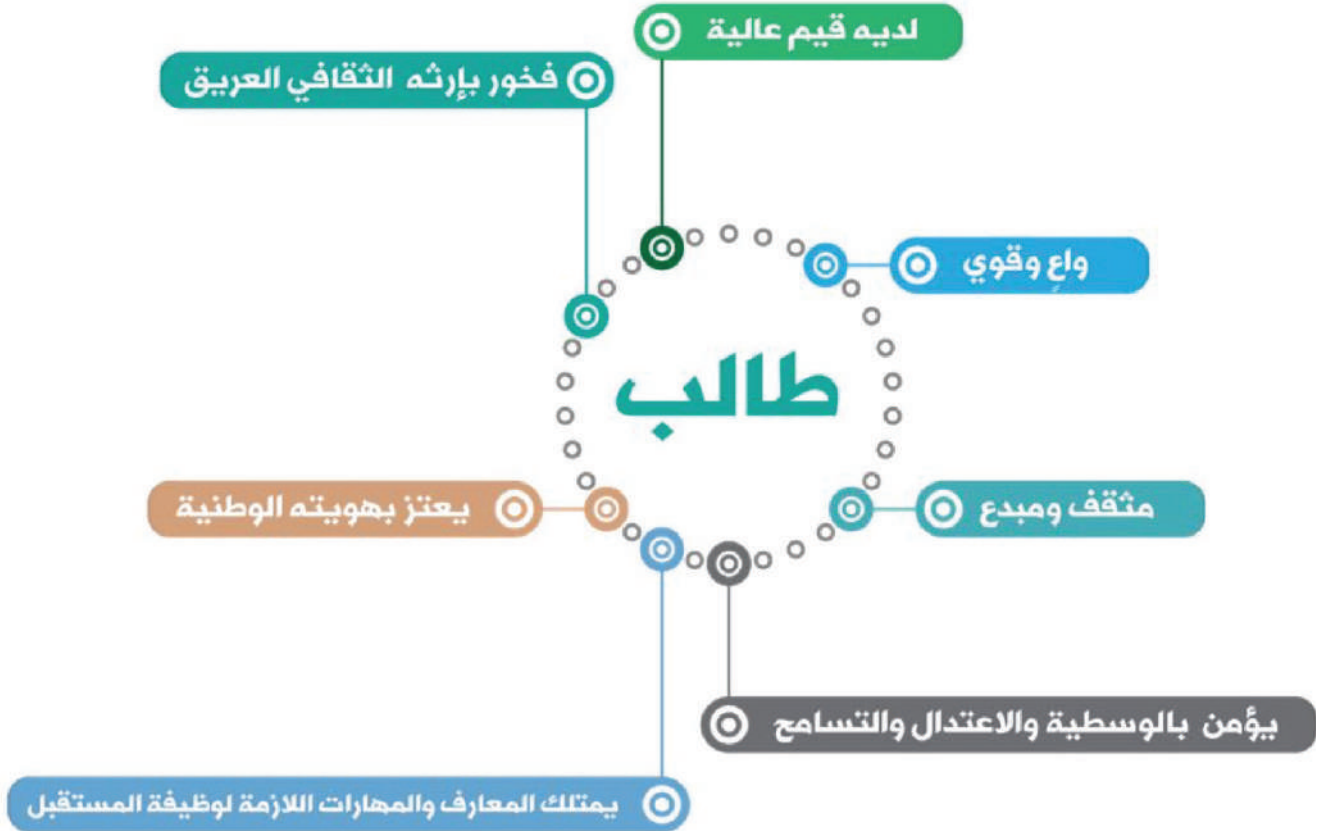 لديه قيم عالية
فخور بإرثه الثقافي العريق
واعٍ وقوي
طالب
مثقف ومبدع
يعتز بهويته الوطنية
يؤمن بالوسطية والاعتدال والتسامح
يمتلك المعارف والمهارات اللازمة لوظيفة المستقبل